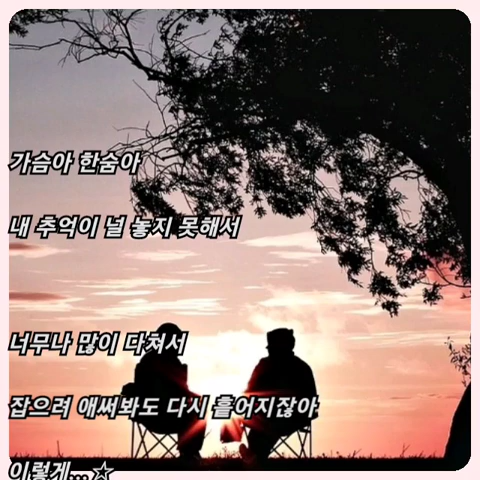 가슴아 한숨아
내 추억이 널 놓지 못해서
너무나 많이 다쳐서
잡으려 애써봐도 다시 흩어지잖아
이렇게... ☆